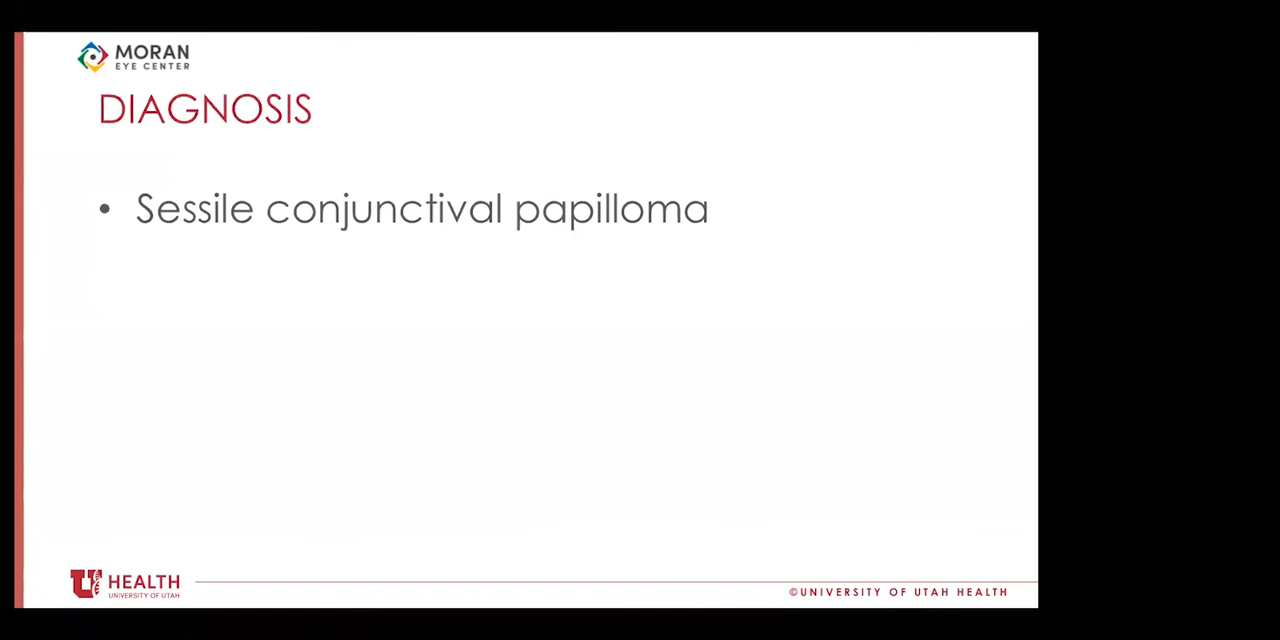 MORAN
EYE CENTER
DIAGNOSIS
• Sessile conjunctival papilloma
U HEALTH
UNIVERSITY OF UTAH
©UNIVERSITY OF UTAH HEALTH